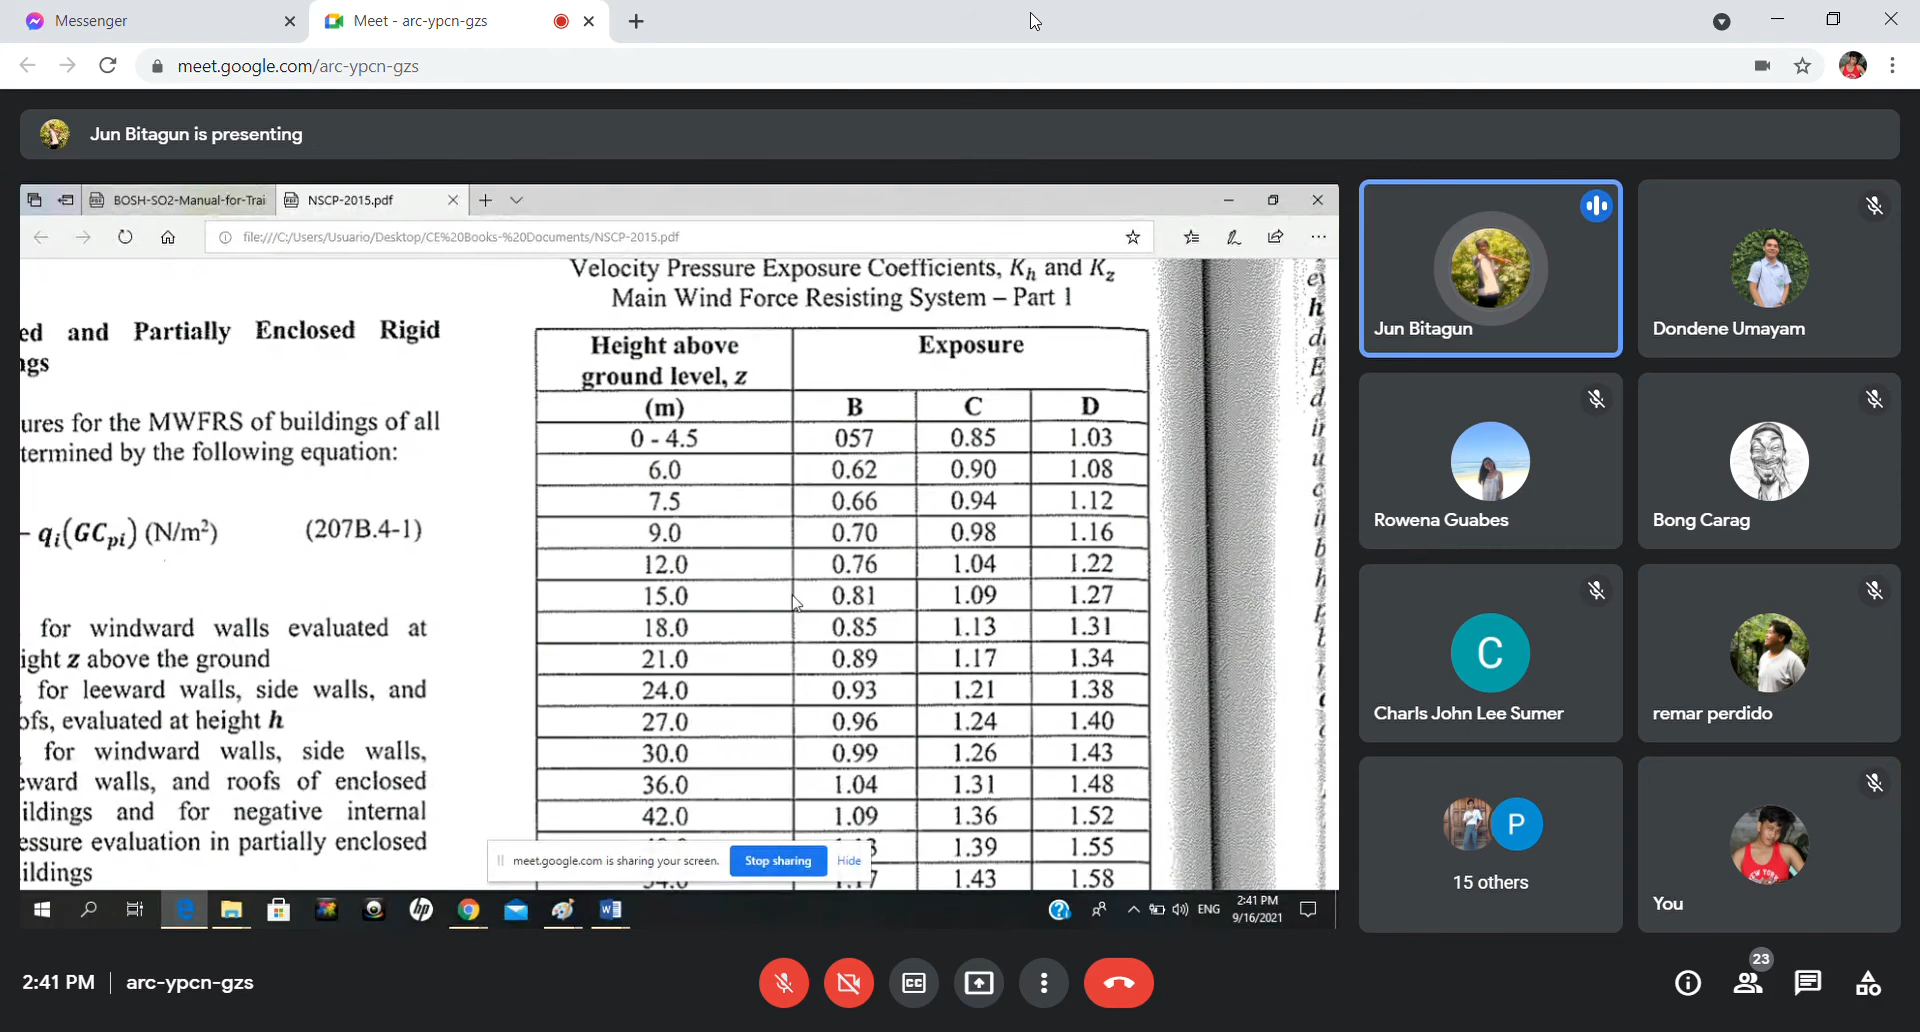 Messenger
Meet - arc-ypcn-gzs
meet.google.com/arc-ypcn-gzs
Jun Bitagun is presenting
BOSH-SO2-Manual-for-Trai
NSCP-2015.pdf
file:///C:/Users/Usuario/Desktop/CE%20Books-%20Documents/NSCP-2015.pdf
ed and Partially Enclosed Rigid
ngs
ures for the MWFRS of buildings of all
termined by the following equation:
– qi(GCpi) (N/m²) (207B.4-1)
for windward walls evaluated at
ight z above the ground
for leeward walls, side walls, and
ofs, evaluated at height h
for windward walls, side walls,
eward walls, and roofs of enclosed
ildings and for negative internal
essure evaluation in partially enclosed
ildings
Velocity Pressure Exposure Coefficients, Kh and Kz
Main Wind Force Resisting System – Part 1
Height above Exposure
ground level, z
(m) B C D
0 - 4.5 057 0.85 1.03
6.0 0.62 0.90 1.08
7.5 0.66 0.94 1.12
9.0 0.70 0.98 1.16
12.0 0.76 1.04 1.22
15.0 0.81 1.09 1.27
18.0 0.85 1.13 1.31
21.0 0.89 1.17 1.34
24.0 0.93 1.21 1.38
27.0 0.96 1.24 1.40
30.0 0.99 1.26 1.43
36.0 1.04 1.31 1.48
42.0 1.09 1.36 1.52
1.39 1.55
1.43 1.58
meet.google.com is sharing your screen. Stop sharing Hide
hp
ENG
2:41 PM
9/16/2021
Jun Bitagun
Dondene Umayam
Rowena Guabes
Bong Carag
C
Charls John Lee Sumer
remar perdido
P
15 others
You
2:41 PM | arc-ypcn-gzs
CC
23